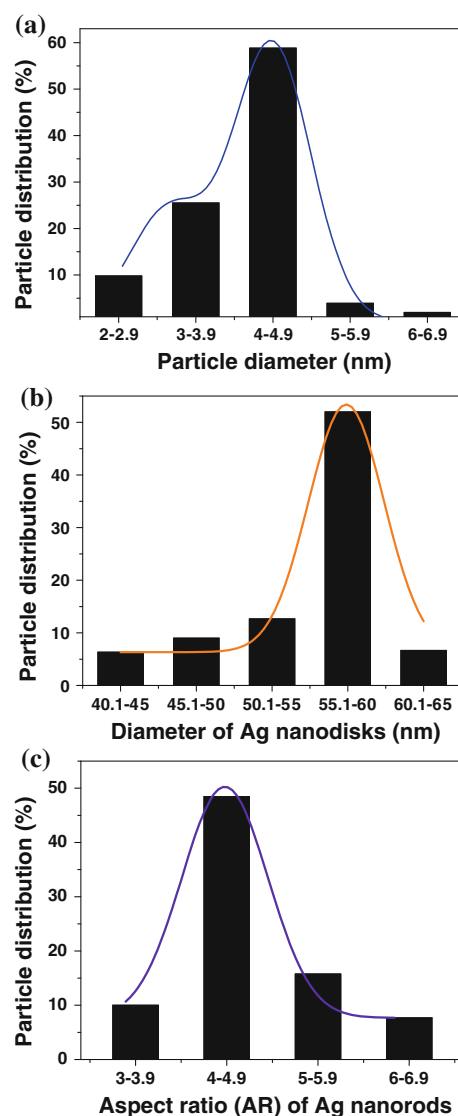 (a)
60
50
40
30
20
10
Particle distribution (%)
2-2.9 3-3.9 4-4.9 5-5.9 6-6.9
Particle diameter (nm)
(b)
50
40
30
20
10
0
Particle distribution (%)
40.1-45 45.1-50 50.1-55 55.1-60 60.1-65
Diameter of Ag nanodisks (nm)
(c)
50
40
30
20
10
0
Particle distribution (%)
3-3.9 4-4.9 5-5.9 6-6.9
Aspect ratio (AR) of Ag nanorods